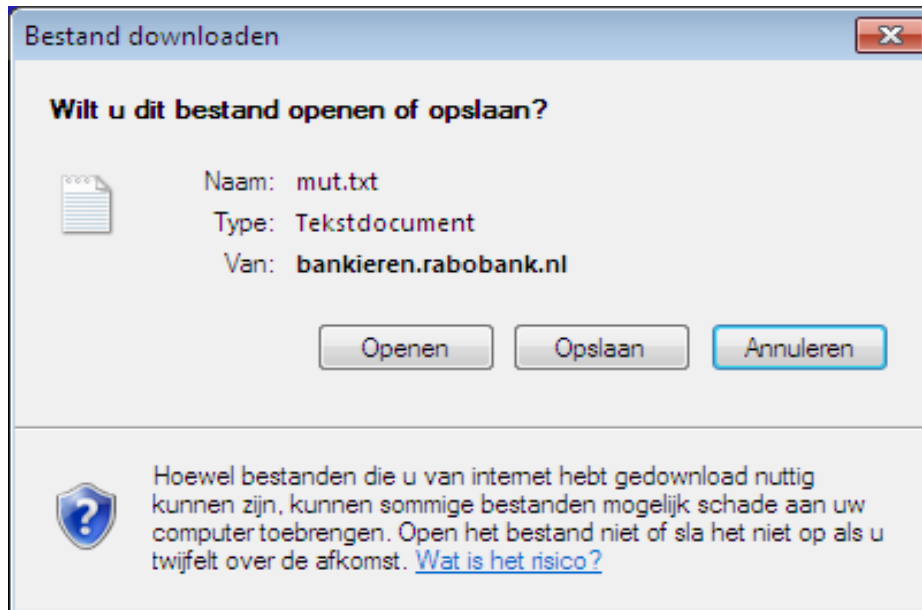 Bestand downloaden
Wilt u dit bestand openen of opslaan?
Naam: mut.txt
Type: Tekstdocument
Van: bankieren.rabobank.nl
Openen Opslaan Annuleren
Hoewel bestanden die u van internet hebt gedownload nuttig
kunnen zijn, kunnen sommige bestanden mogelijk schade aan uw
computer toebrengen. Open het bestand niet of sla het niet op als u
twijfelt over de afkomst. Wat is het risico?